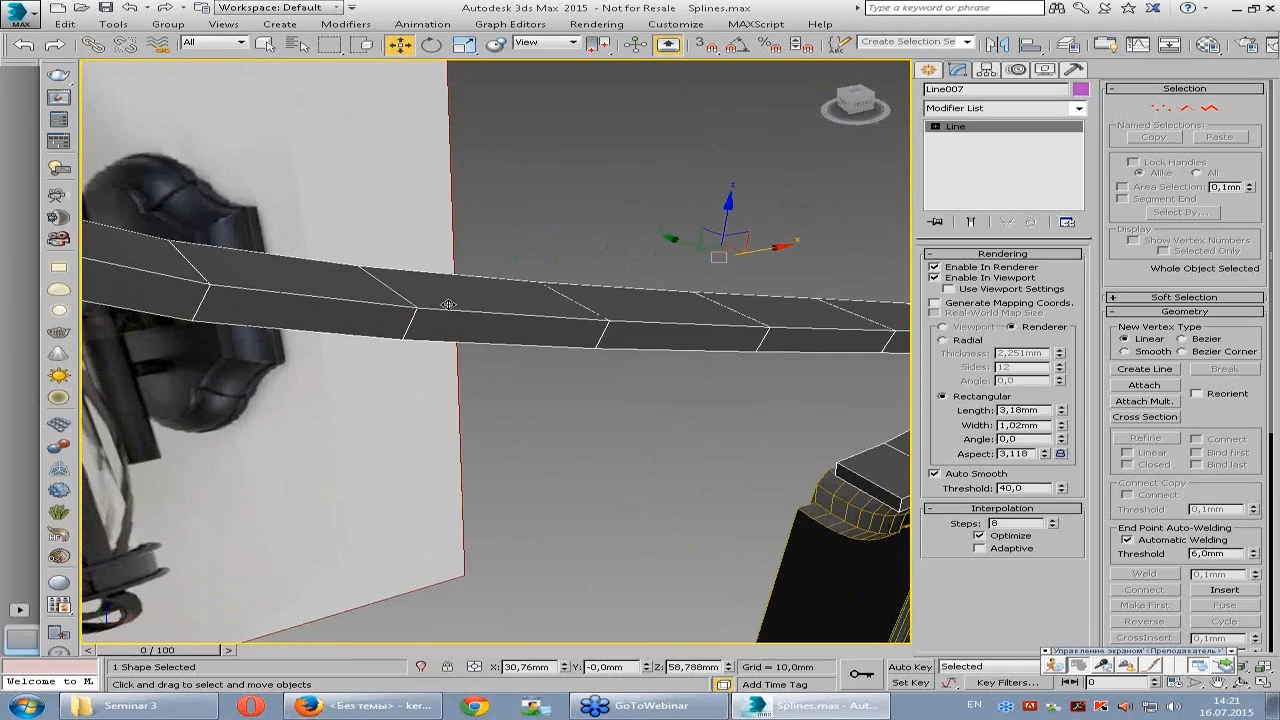 MAX
Workspace: Default
Autodesk 3ds Max 2015 - Not for Resale
Splines.max
Type a keyword or phrase
Edit
Tools
Group
Views
Create
Modifiers
Animation
Graph Editors
Rendering
Customize
MAXScript
Help
All
View
Create Selection Se
Line007
Modifier List
Line
Rendering
Enable In Renderer
Enable In Viewport
Use Viewport Settings
Generate Mapping Coords.
Real-World Map Size
Viewport
Renderer
Radial
Thickness: 2,251mm
Sides: 12
Angle: 0,0
Rectangular
Length: 3,18mm
Width: 1,02mm
Angle: 0,0
Aspect: 3,118
Auto Smooth
Threshold: 40,0
Interpolation
Steps: 8
Optimize
Adaptive
Selection
Named Selections:
Copy
Paste
Lock Handles
Alike
All
Area Selection: 0,1mn
Segment End
Select By...
Display
Show Vertex Numbers
Selected Only
Whole Object Selected
Soft Selection
Geometry
New Vertex Type
Linear
Bezier
Smooth
Bezier Corner
Create Line
Break
Attach
Reorient
Attach Mult.
Cross Section
Refine
Connect
Linear
Bind first
Closed
Bind last
Connect Copy
Connect
Threshold 0,1mm
End Point Auto-Welding
Automatic Welding
Threshold 6,0mm
Weld
0,1mm
Connect
Insert
Make First
Fuse
Reverse
Cycle
CrossInsert
0,1mm
Управление экраном"<Преподаватель>"
z
x
0 / 100
1 Shape Selected
X: 30,76mm
Y: -0,0mm
Z: 58,788mm
Grid = 10,0mm
Auto Key
Selected
Welcome to M
Click and drag to select and move objects
Add Time Tag
Set Key
Key Filters...
0
Seminar 3
<Без темы> - ker...
GoToWebinar
Splines.max - Aut...
EN
14:21
16.07.2015